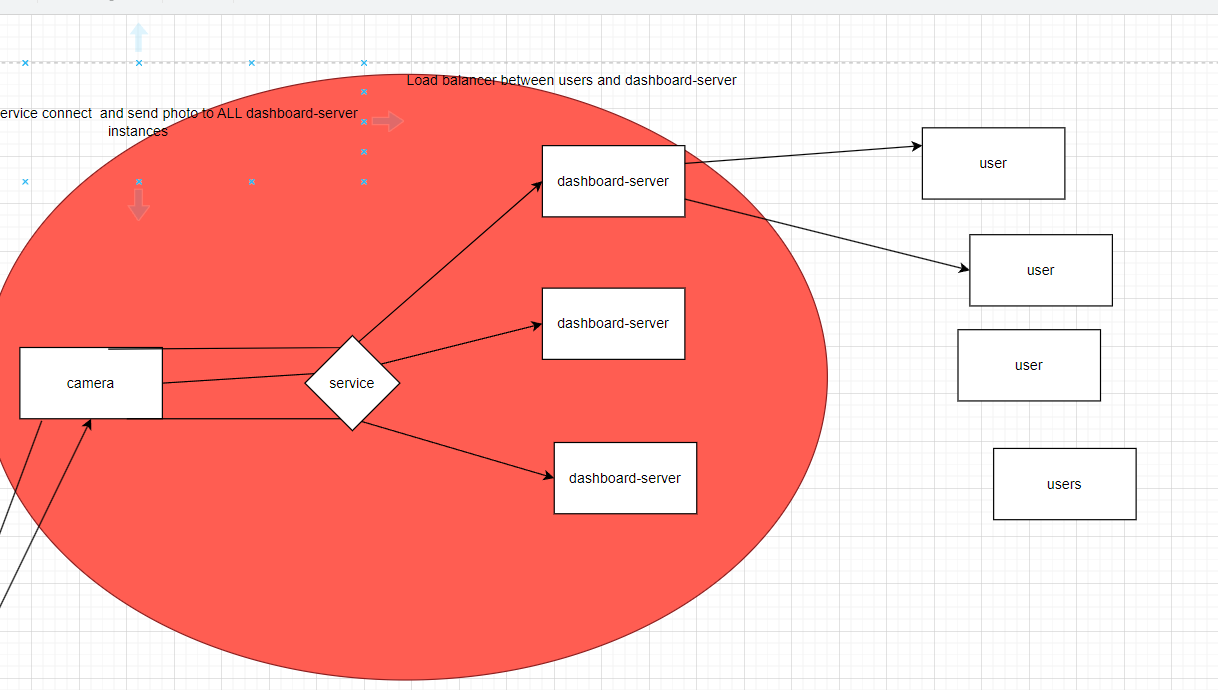 Load balancer between users and dashboard-server
ervice connect  and send photo to ALL dashboard-server
instances
dashboard-server
user
user
dashboard-server
user
camera
service
dashboard-server
users